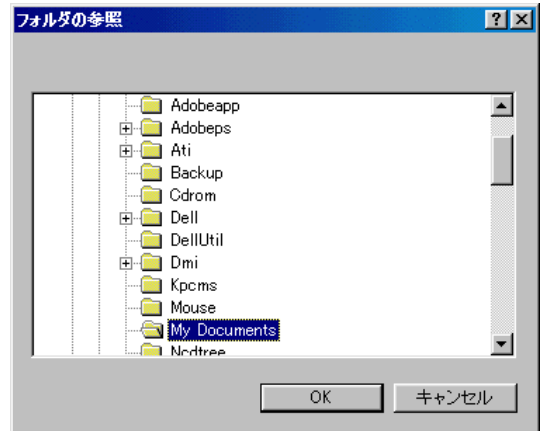 フォルダの参照
Adobeapp
Adobeps
Ati
Backup
Cdrom
Dell
DellUtil
Dmi
Kpcms
Mouse
My Documents
Ncdtree
OK
キャンセル